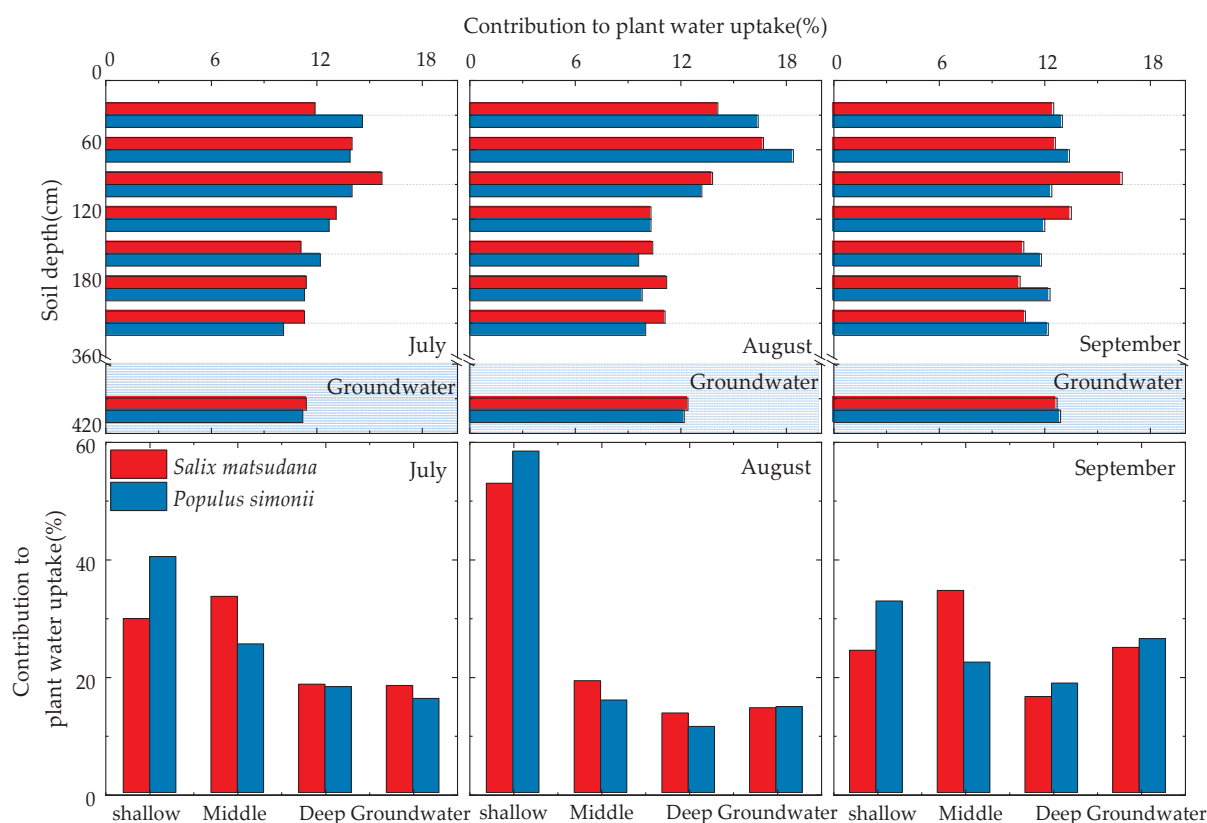 Contribution to plant water uptake(%)
0 6 12 18 0 6 12 18 0 6 12 18
Soil depth(cm)
0
60
120
180
360
420
July August September
Groundwater Groundwater Groundwater
Contribution to
plant water uptake(%)
60
40
20
0
Salix matsudana
Populus simonii
July August September
shallow Middle Deep Groundwater shallow Middle Deep Groundwater shallow Middle Deep Groundwater